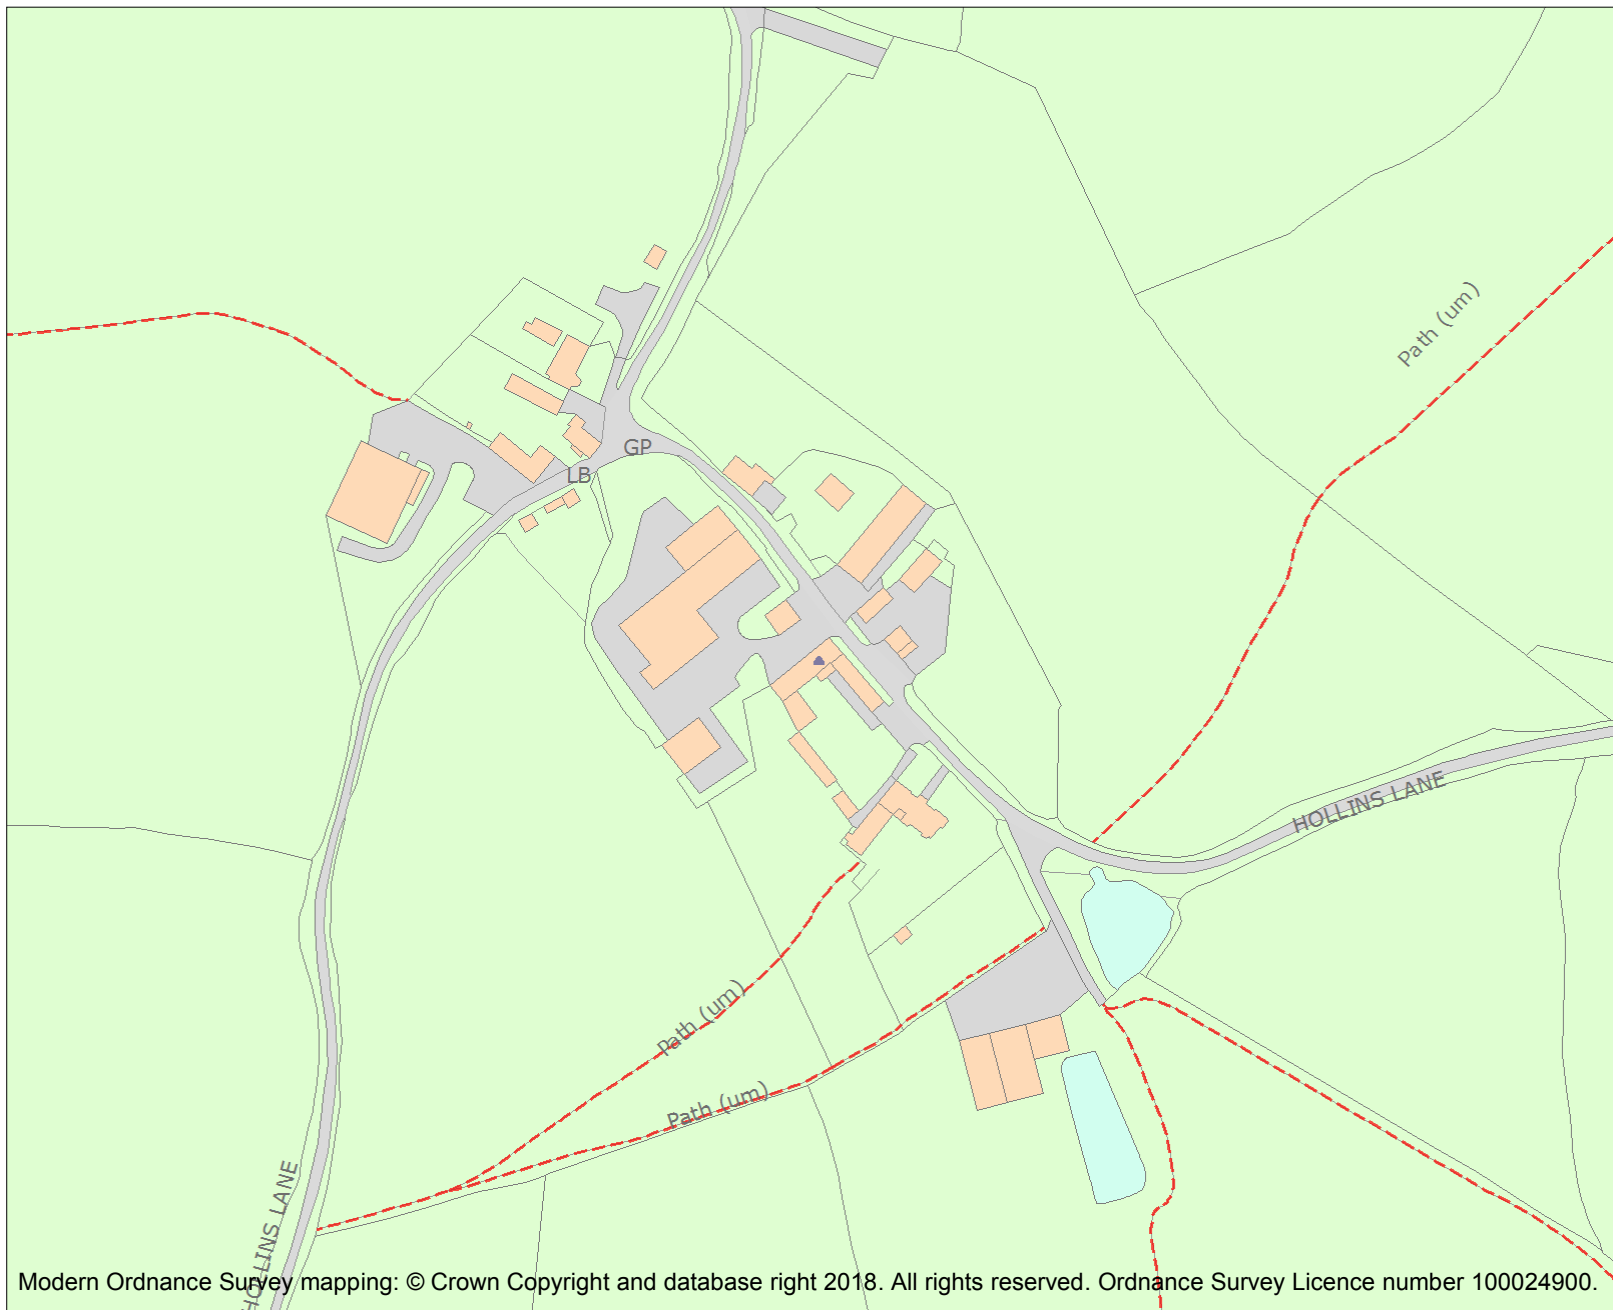 Path (um)
GP
LB
HOLLINS LANE
Path (um)
Path (um)
HOLLINS LANE
Modern Ordnance Survey mapping: © Crown Copyright and database right 2018. All rights reserved. Ordnance Survey Licence number 100024900.